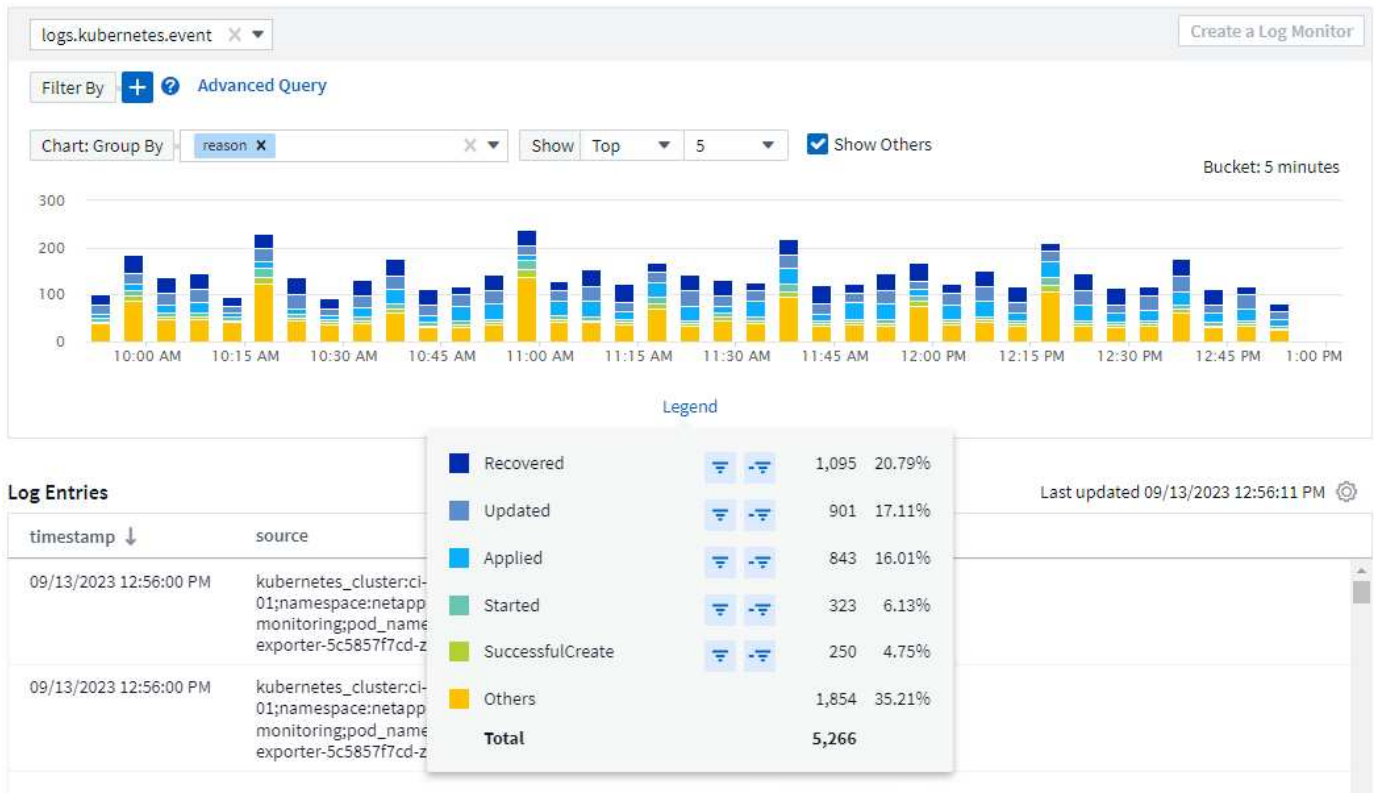 logs.kubernetes.event
Create a Log Monitor
Filter By
Advanced Query
Chart: Group By reason Show Top 5 Show Others
Bucket: 5 minutes
300
200
100
0
10:00 AM 10:15 AM 10:30 AM 10:45 AM 11:00 AM 11:15 AM 11:30 AM 11:45 AM 12:00 PM 12:15 PM 12:30 PM 12:45 PM 1:00 PM
Legend
Recovered 1,095 20.79%
Updated 901 17.11%
Applied 843 16.01%
Started 323 6.13%
SuccessfulCreate 250 4.75%
Others 1,854 35.21%
Total 5,266
Log Entries
Last updated 09/13/2023 12:56:11 PM
timestamp source
09/13/2023 12:56:00 PM kubernetes_cluster:ci-
01;namespace:netapp
monitoring;pod_name
exporter-5c5857f7cd-z
09/13/2023 12:56:00 PM kubernetes_cluster:ci-
01;namespace:netapp
monitoring;pod_name
exporter-5c5857f7cd-z